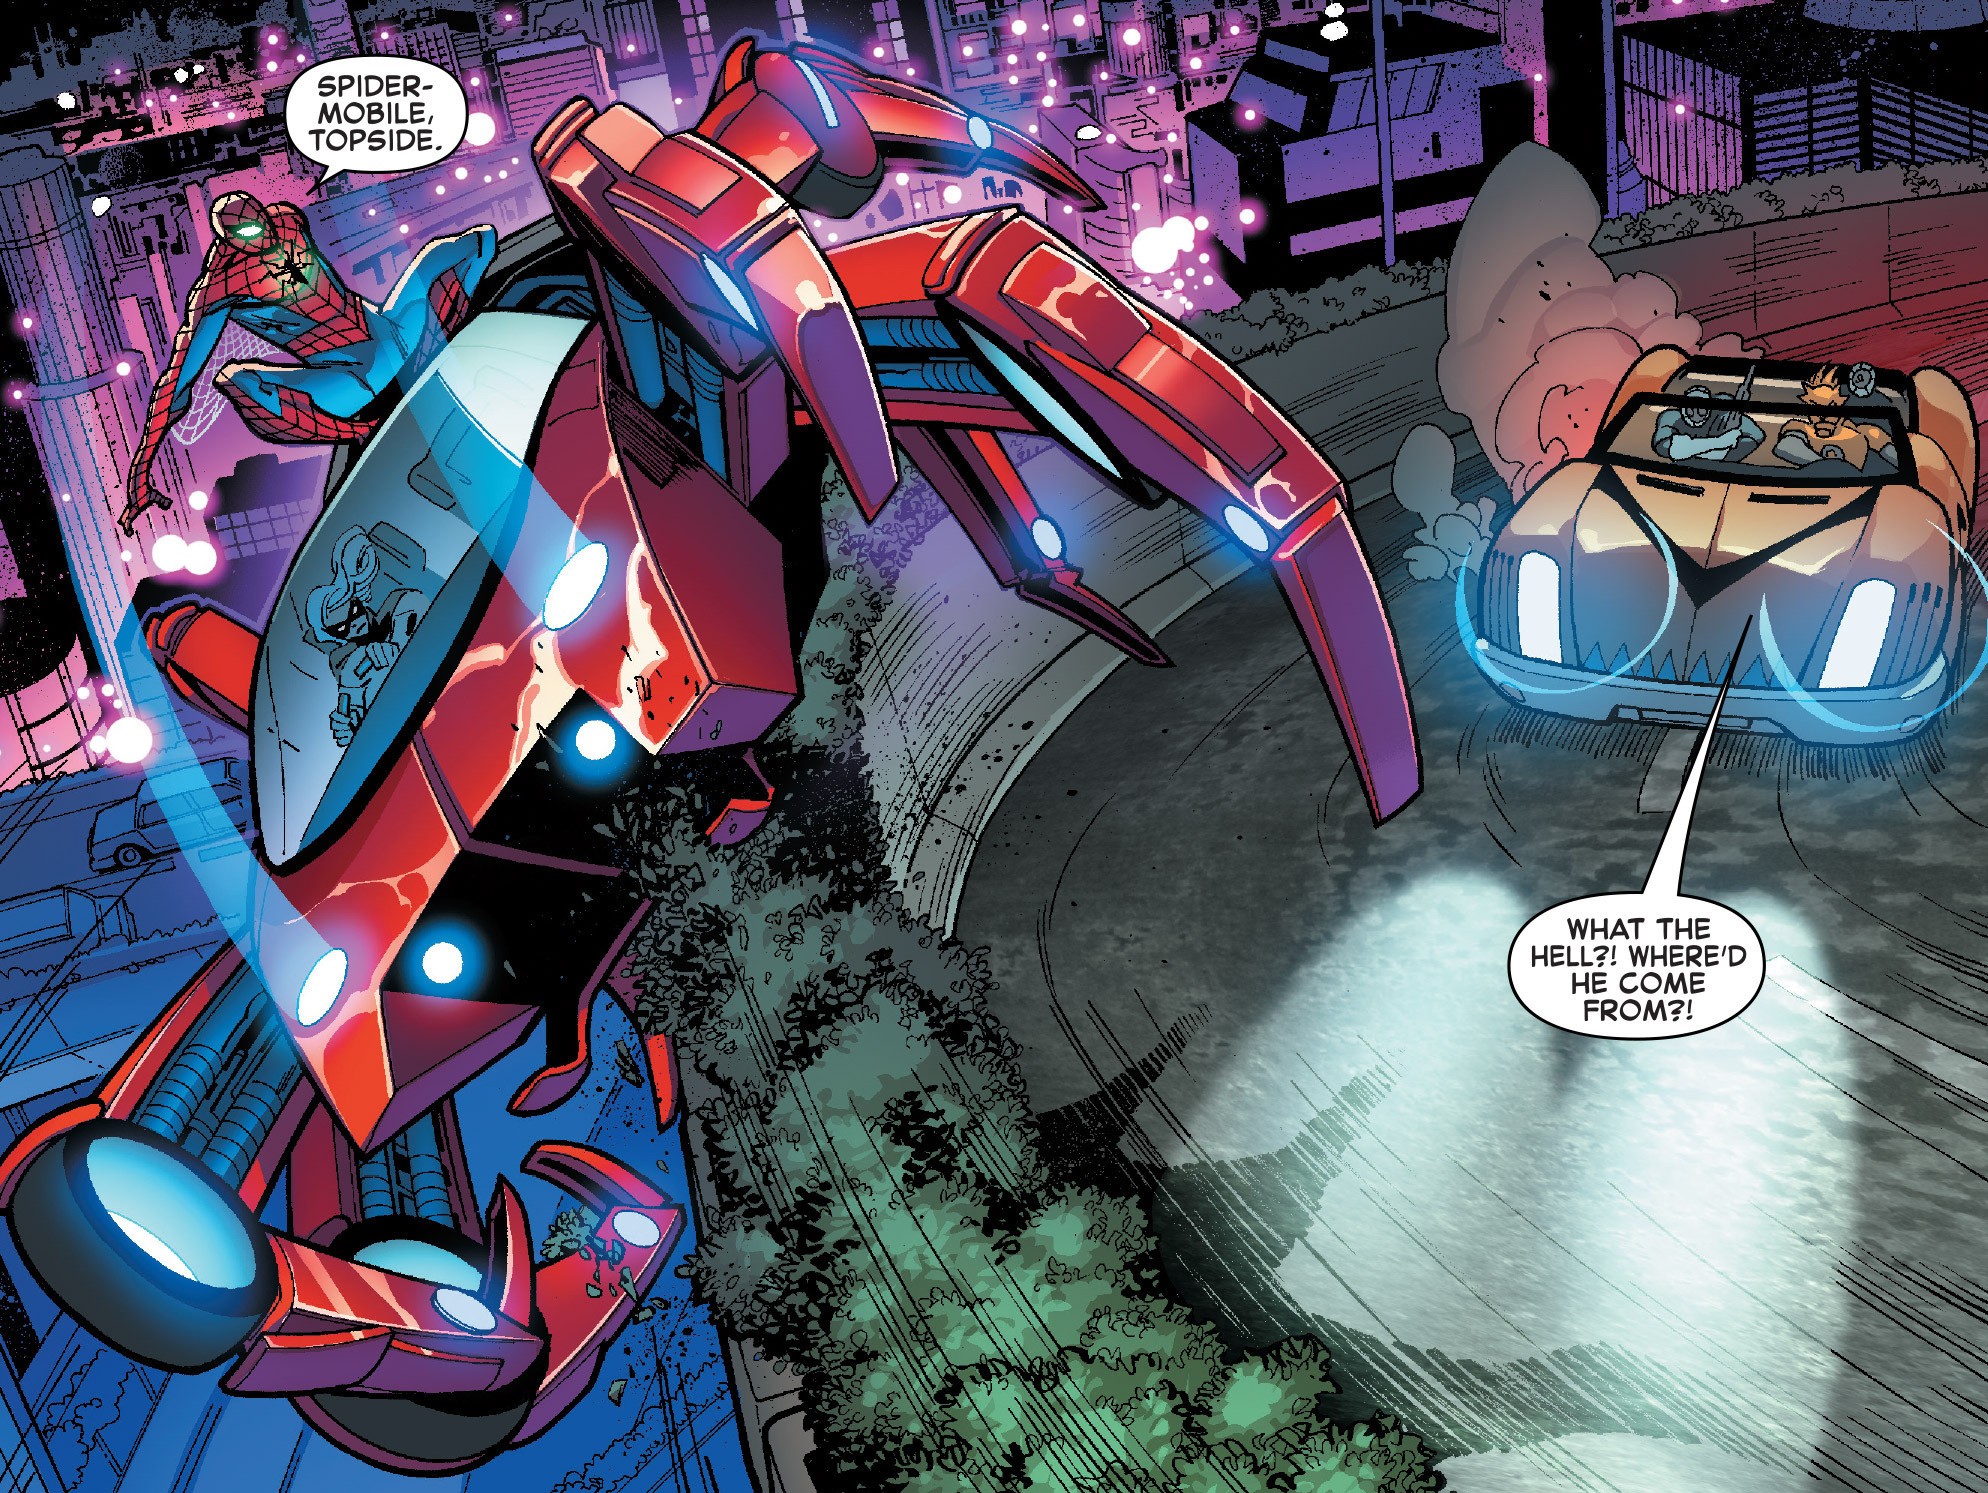 SPIDER-
MOBILE,
TOPSIDE.
WHAT THE
HELL?! WHERE'D
HE COME
FROM?!